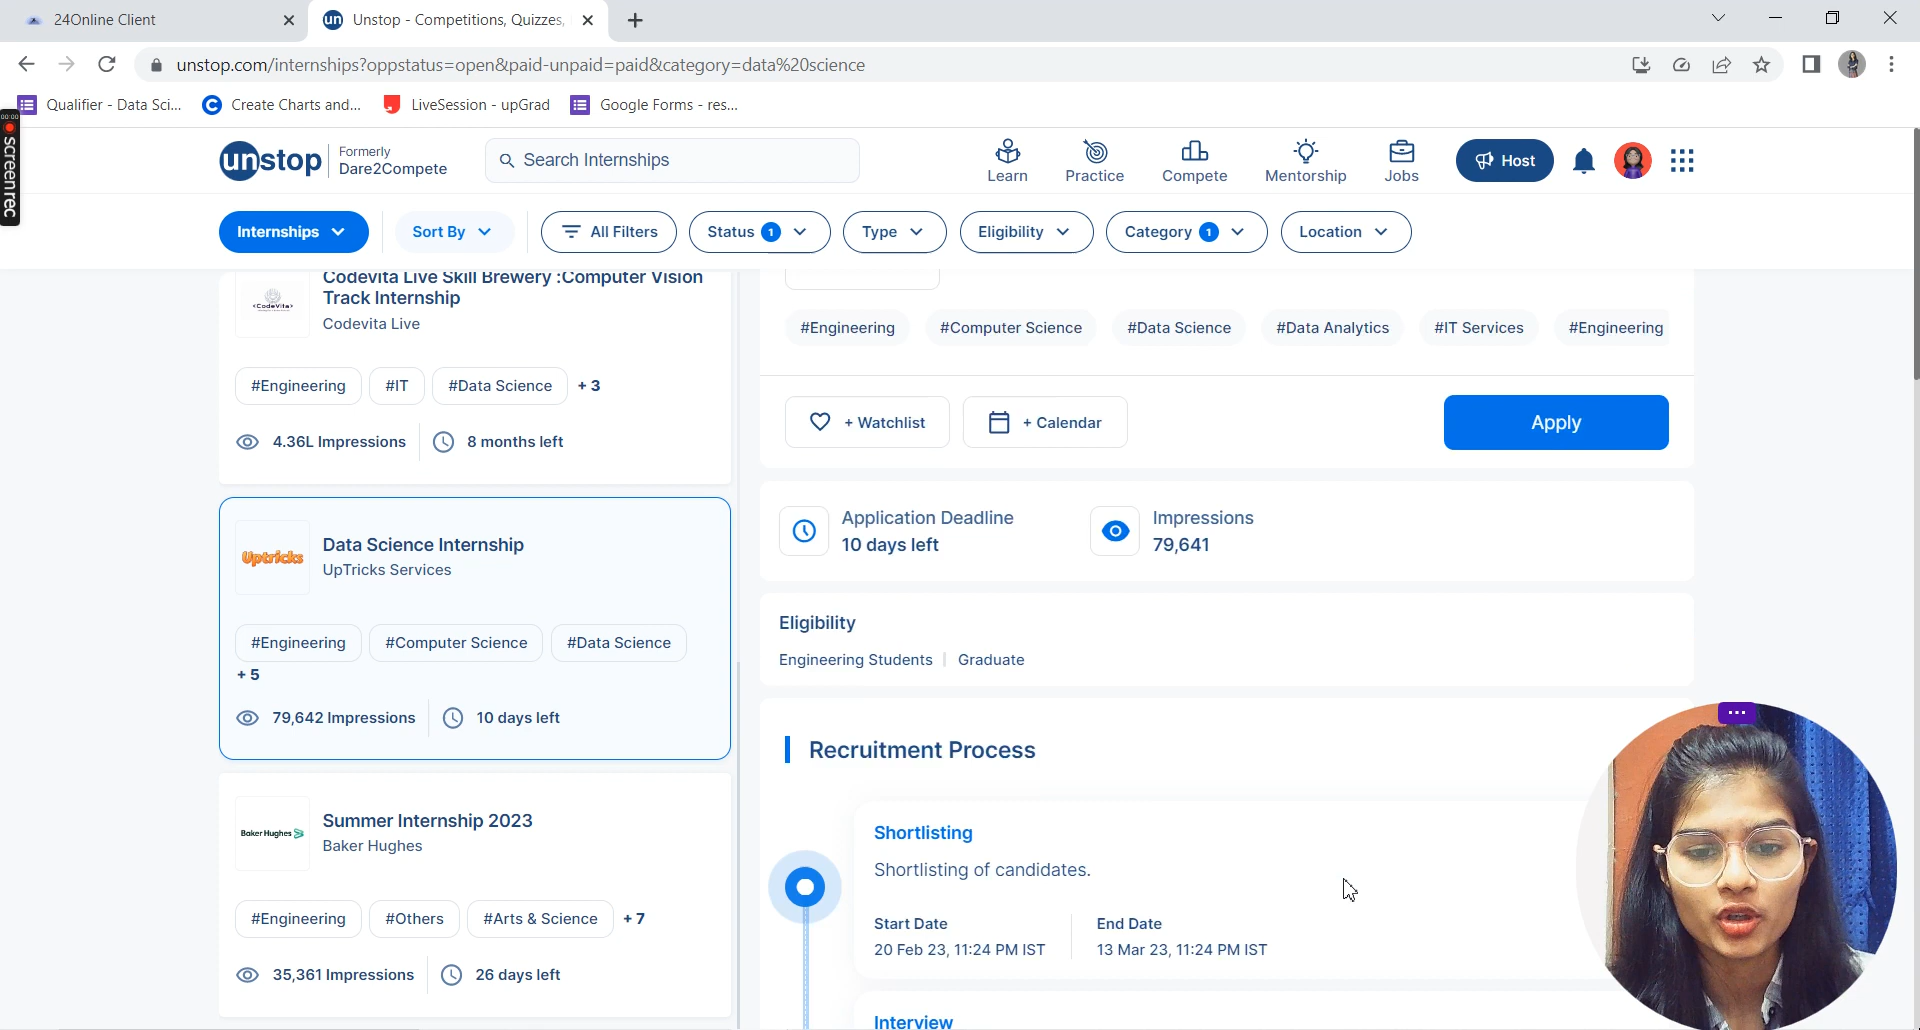 24Online Client
un Unstop - Competitions, Quizzes,
unstop.com/internships?oppstatus=open&paid-unpaid=paid&category=data%20science
Qualifier - Data Sci...
Create Charts and...
LiveSession - upGrad
Google Forms - res...
00:00
screenrec
unstop
Formerly
Dare2Compete
Search Internships
Learn
Practice
Compete
Mentorship
Jobs
Host
Internships
Sort By
All Filters
Status 1
Type
Eligibility
Category 1
Location
<CodeVita>
Codevita Live Skill Brewery :Computer Vision
Track Internship
Codevita Live
#Engineering #IT #Data Science + 3
4.36L Impressions 8 months left
Uptricks
Data Science Internship
UpTricks Services
#Engineering #Computer Science #Data Science
+ 5
79,642 Impressions 10 days left
Baker Hughes
Summer Internship 2023
Baker Hughes
#Engineering #Others #Arts & Science + 7
35,361 Impressions 26 days left
#Engineering #Computer Science #Data Science #Data Analytics #IT Services #Engineering
+ Watchlist
+ Calendar
Apply
Application Deadline
10 days left
Impressions
79,641
Eligibility
Engineering Students | Graduate
Recruitment Process
Shortlisting
Shortlisting of candidates.
Start Date
20 Feb 23, 11:24 PM IST
End Date
13 Mar 23, 11:24 PM IST
Interview